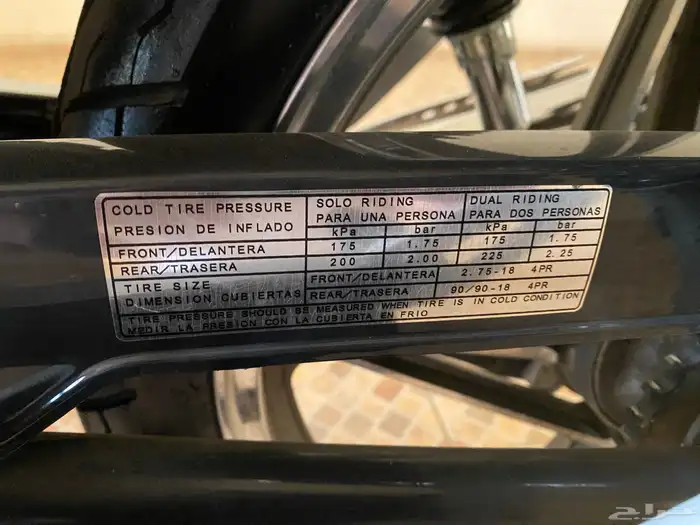 COLD TIRE PRESSURE
PRESION DE INFLADO
SOLO RIDING
PARA UNA PERSONA
DUAL RIDING
PARA DOS PERSONAS
kPa bar kPa bar
FRONT/DELANTERA 175 1.75 175 1.75
REAR/TRASERA 200 2.00 225 2.25
TIRE SIZE
DIMENSION CUBIERTAS
FRONT/DELANTERA 2.75-18 4PR
REAR/TRASERA 90/90-18 4PR
TIRE PRESSURE SHOULD BE MEASURED WHEN TIRE IS IN COLD CONDITION
MEDIR LA PRESION CON LA CUBIERTA EN FRIO
حراج